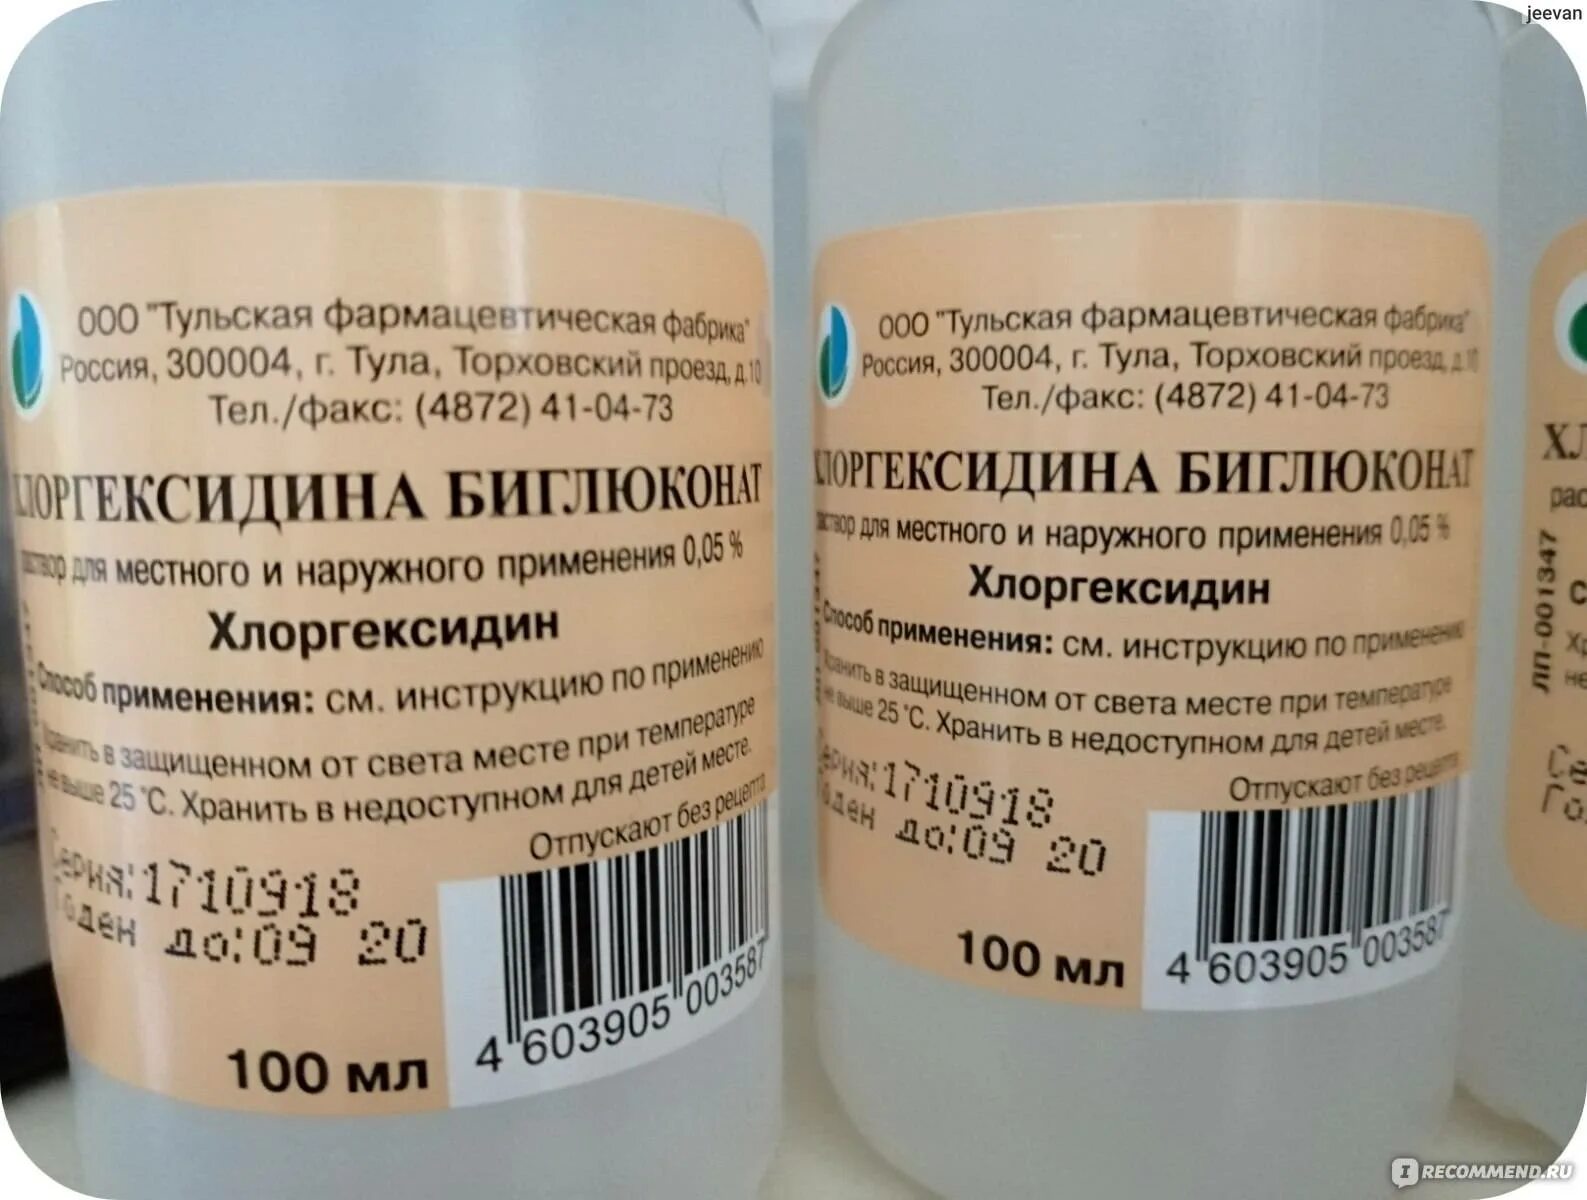 jeevan
ООО "Тульская фармацевтическая фабрика"
Россия, 300004, г. Тула, Торховский проезд, д.10
Тел./факс: (4872) 41-04-73
ХЛОРГЕКСИДИНА БИГЛЮКОНАТ
раствор для местного и наружного применения 0,05 %
Хлоргексидин
Способ применения: см. инструкцию по применению
Хранить в защищенном от света месте при температуре
не выше 25 °С. Хранить в недоступном для детей месте.
Отпускают без рецепта
Серия:1710918
Годен до:09 20
100 мл
4 603905 003587
ООО "Тульская фармацевтическая фабрика"
Россия, 300004, г. Тула, Торховский проезд, д.10
Тел./факс: (4872) 41-04-73
ХЛОРГЕКСИДИНА БИГЛЮКОНАТ
раствор для местного и наружного применения 0,05 %
Хлоргексидин
Способ применения: см. инструкцию по применению
Хранить в защищенном от света месте при температуре
не выше 25 °С. Хранить в недоступном для детей месте.
Отпускают без рецепта
Серия:1710918
Годен до:09 20
100 мл
4 603905 003587
ЛП-001347
IRECOMMEND.RU